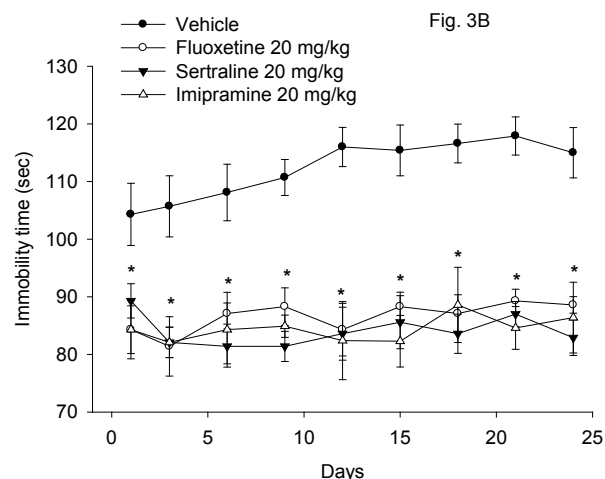 Vehicle
Fig. 3B
Fluoxetine 20 mg/kg
Sertraline 20 mg/kg
Imipramine 20 mg/kg
130
120
110
100
90
80
70
Immobility time (sec)
* * * * * * * * *
0 5 10 15 20 25
Days